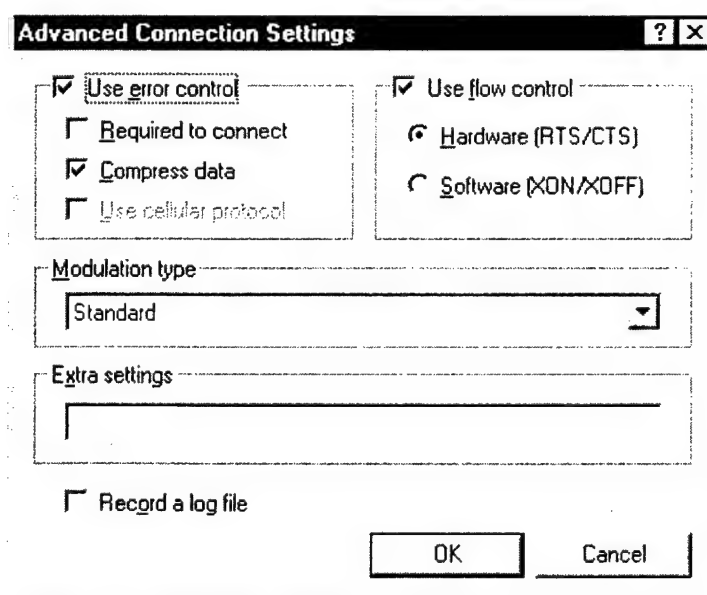 Advanced Connection Settings
Use error control
Required to connect
Compress data
Use cellular protocol
Use flow control
Hardware (RTS/CTS)
Software (XON/XOFF)
Modulation type
Standard
Extra settings
Record a log file
OK Cancel